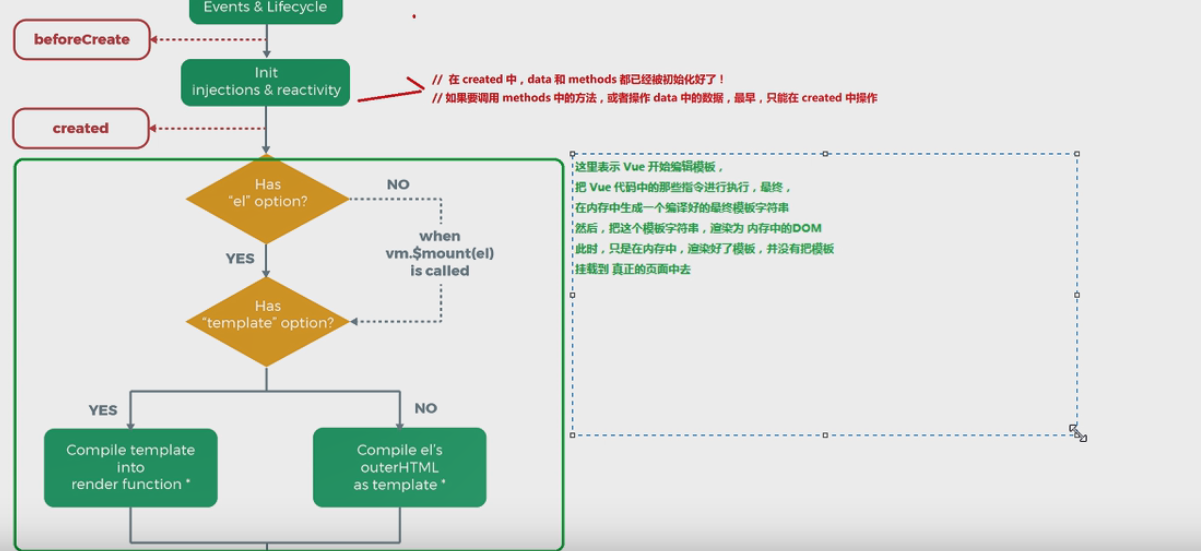 Events & Lifecycle
beforeCreate
Init
injections & reactivity
// 在 created 中，data 和 methods 都已经被初始化好了！
// 如果要调用 methods 中的方法，或者操作 data 中的数据，最早，只能在 created 中操作
created
Has
“el” option?
NO
when
vm.$mount(el)
is called
YES
Has
“template” option?
YES
NO
Compile template
into
render function *
Compile el's
outerHTML
as template *
这里表示 Vue 开始编辑模板，
把 Vue 代码中的那些指令进行执行，最终，
在内存中生成一个编译好的最终模板字符串
然后，把这个模板字符串，渲染为 内存中的DOM
此时，只是在内存中，渲染好了模板，并没有把模板
挂载到 真正的页面中去